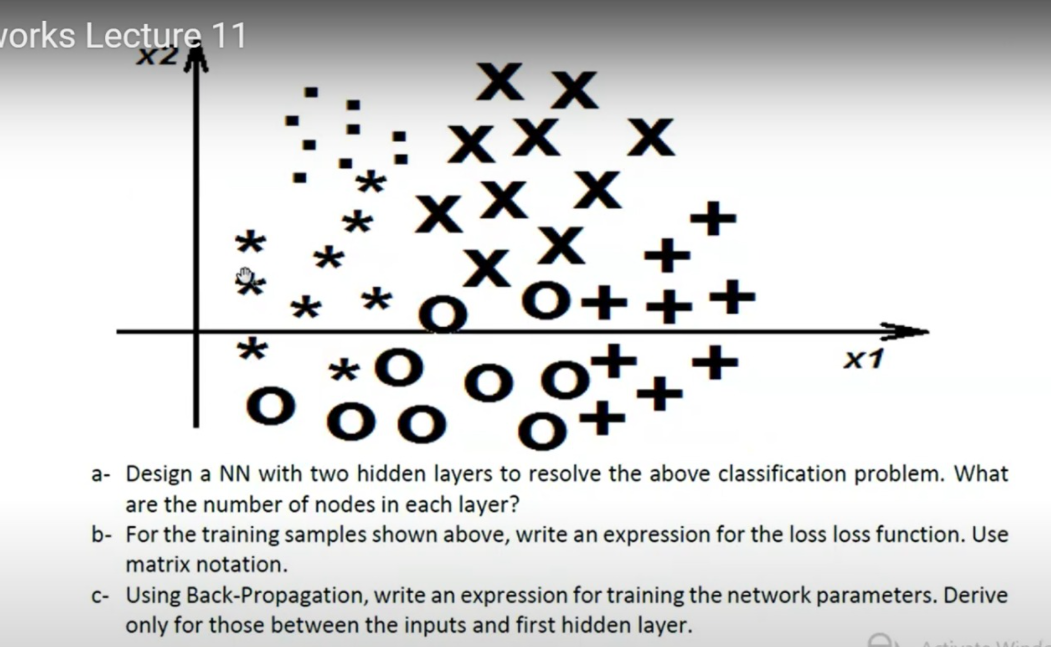 works Lecture 11
x2
x1
a- Design a NN with two hidden layers to resolve the above classification problem. What
are the number of nodes in each layer?
b- For the training samples shown above, write an expression for the loss loss function. Use
matrix notation.
c- Using Back-Propagation, write an expression for training the network parameters. Derive
only for those between the inputs and first hidden layer.